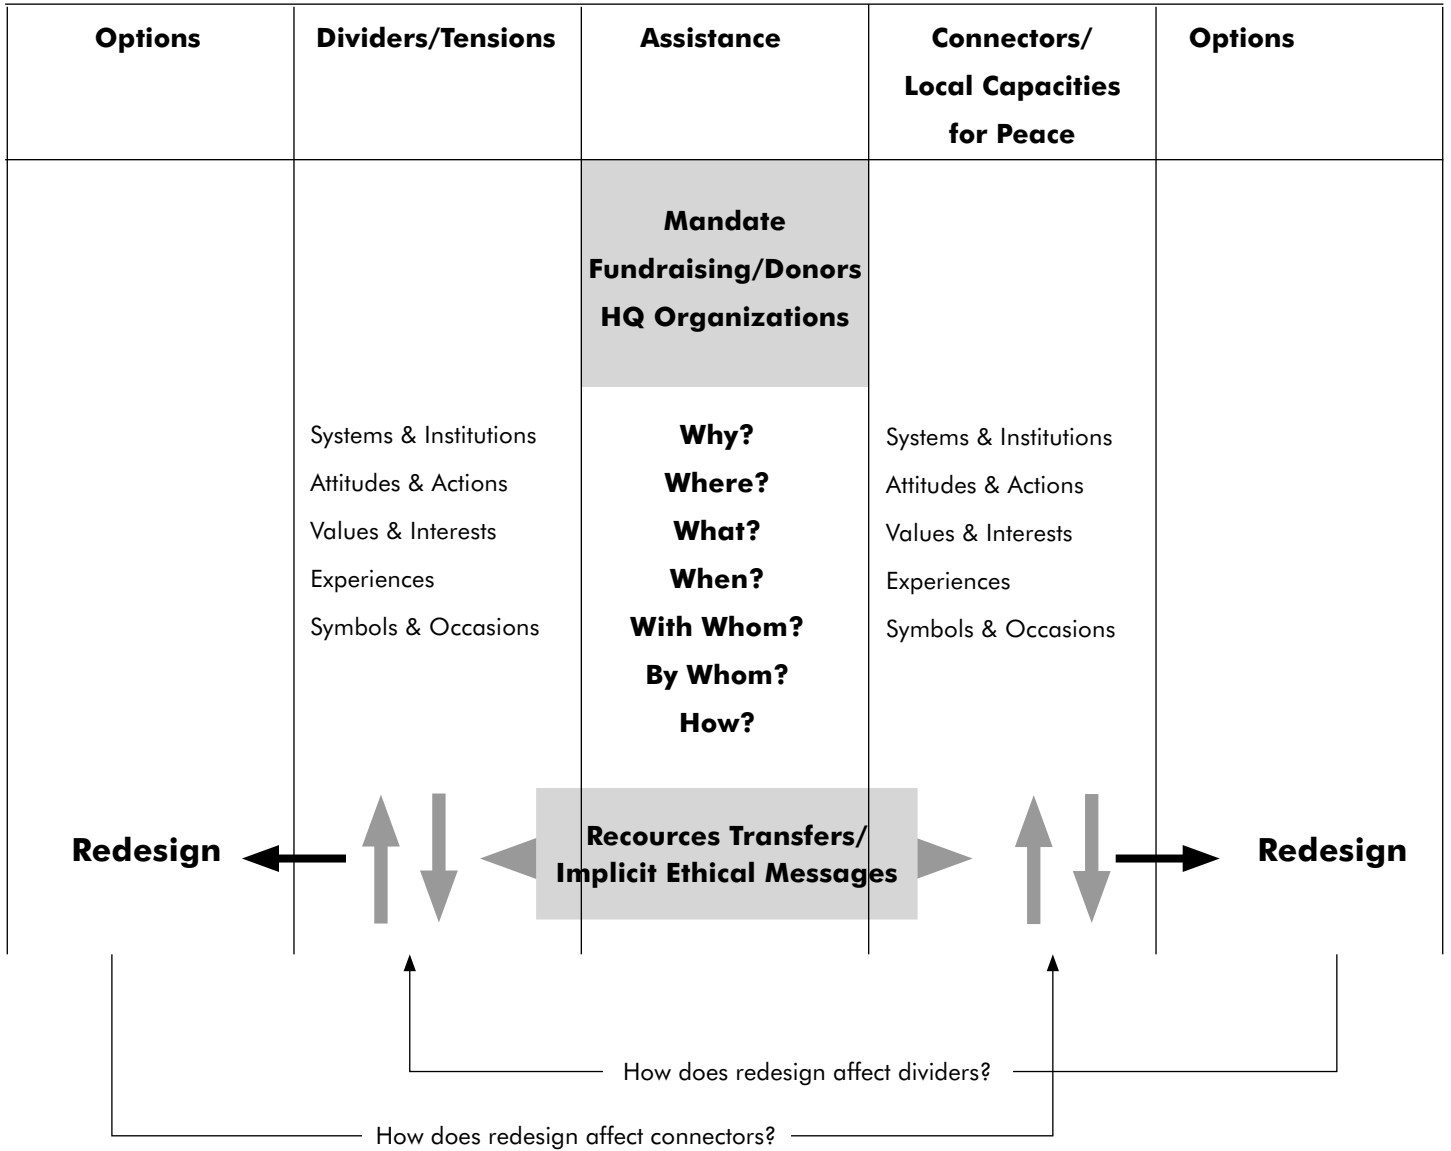 Options
Dividers/Tensions
Assistance
Connectors/
Local Capacities
for Peace
Options
Mandate
Fundraising/Donors
HQ Organizations
Systems & Institutions
Attitudes & Actions
Values & Interests
Experiences
Symbols & Occasions
Why?
Where?
What?
When?
With Whom?
By Whom?
How?
Systems & Institutions
Attitudes & Actions
Values & Interests
Experiences
Symbols & Occasions
Redesign
Recources Transfers/
Implicit Ethical Messages
Redesign
How does redesign affect dividers?
How does redesign affect connectors?